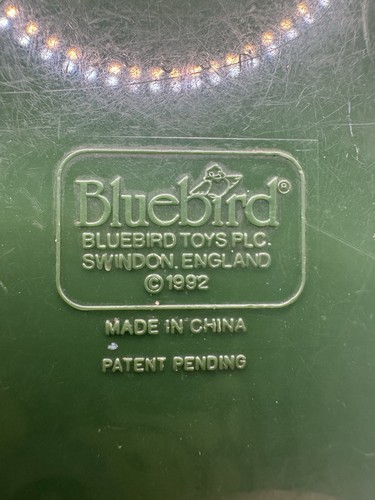 Bluebird®
BLUEBIRD TOYS PLC.
SWINDON. ENGLAND
© 1992
MADE IN CHINA
PATENT PENDING